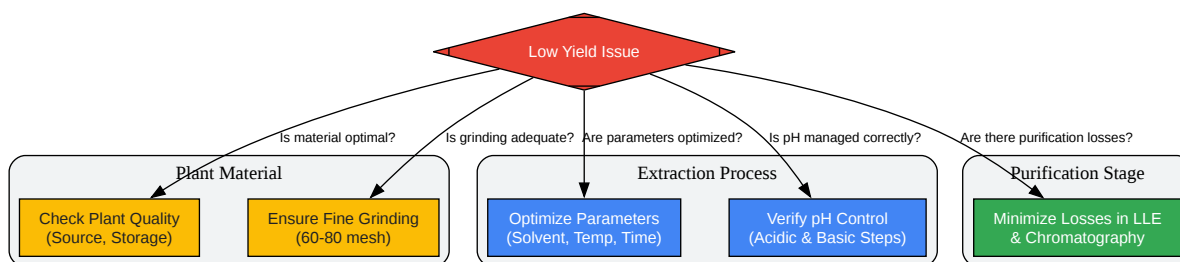 Low Yield Issue
Is material optimal?
Is grinding adequate?
Are parameters optimized?
Is pH managed correctly?
Are there purification losses?
Plant Material
Extraction Process
Purification Stage
Check Plant Quality
(Source, Storage)
Ensure Fine Grinding
(60-80 mesh)
Optimize Parameters
(Solvent, Temp, Time)
Verify pH Control
(Acidic & Basic Steps)
Minimize Losses in LLE
& Chromatography